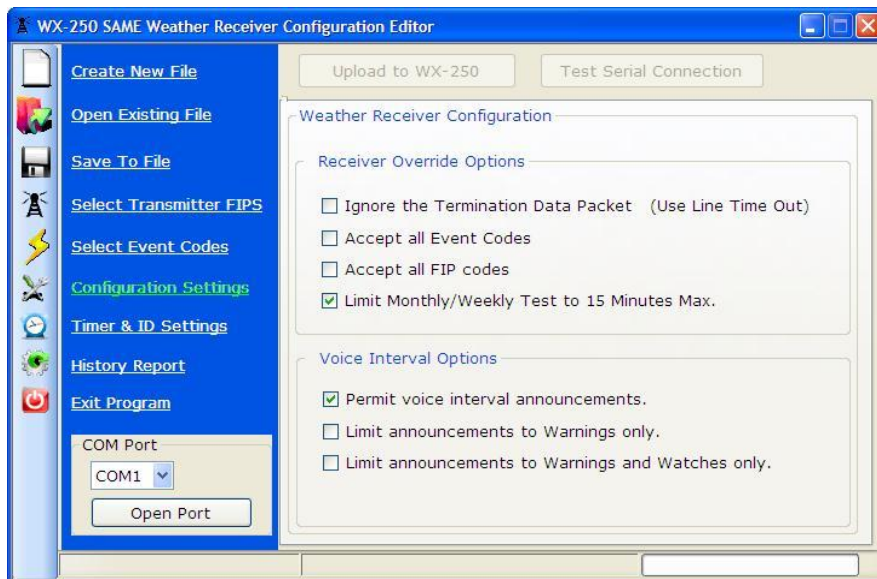 WX-250 SAME Weather Receiver Configuration Editor
Create New File
Open Existing File
Save To File
Select Transmitter FIPS
Select Event Codes
Configuration Settings
Timer & ID Settings
History Report
Exit Program
COM Port
COM1
Open Port
Upload to WX-250
Test Serial Connection
Weather Receiver Configuration
Receiver Override Options
Ignore the Termination Data Packet (Use Line Time Out)
Accept all Event Codes
Accept all FIP codes
Limit Monthly/Weekly Test to 15 Minutes Max.
Voice Interval Options
Permit voice interval announcements.
Limit announcements to Warnings only.
Limit announcements to Warnings and Watches only.